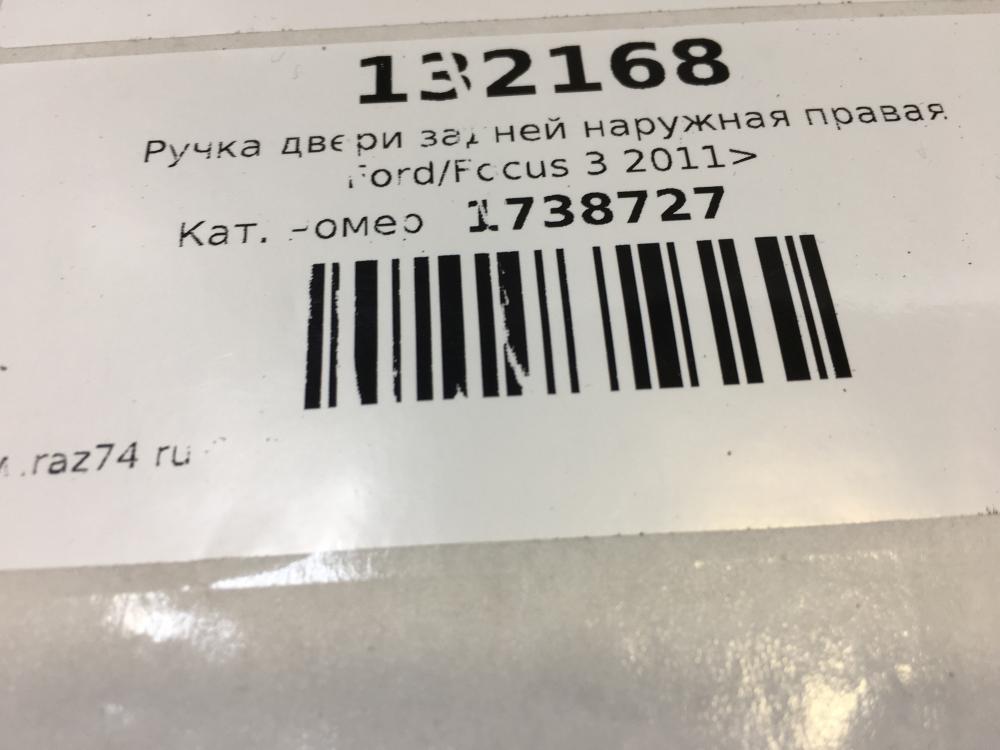 132168
Ручка двери задней наружная правая
Ford/Focus 3 2011>
Кат. номер 1738727
.raz74 ru